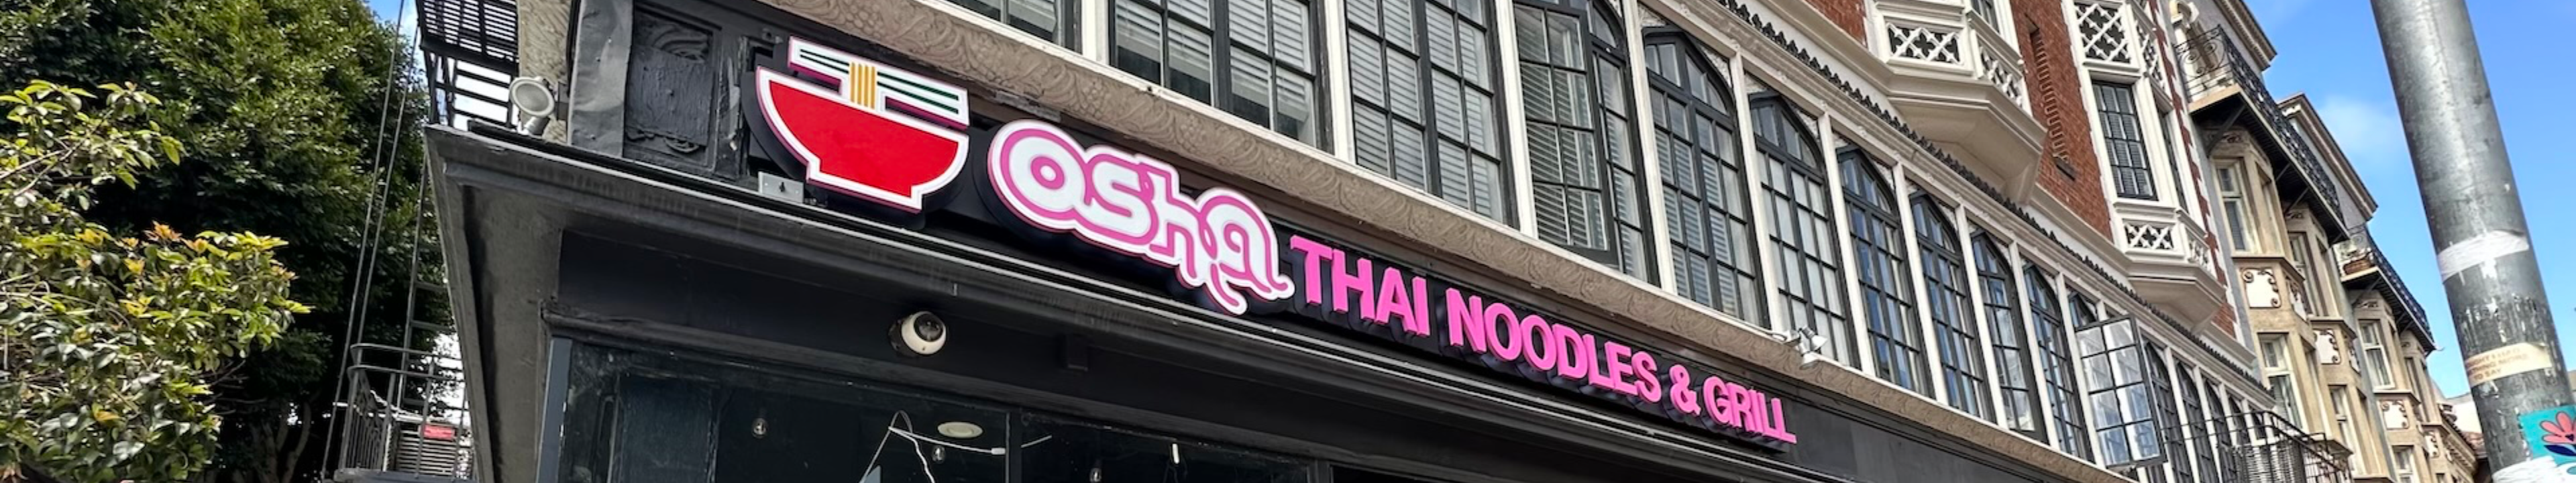 osha
THAI NOODLES & GRILL